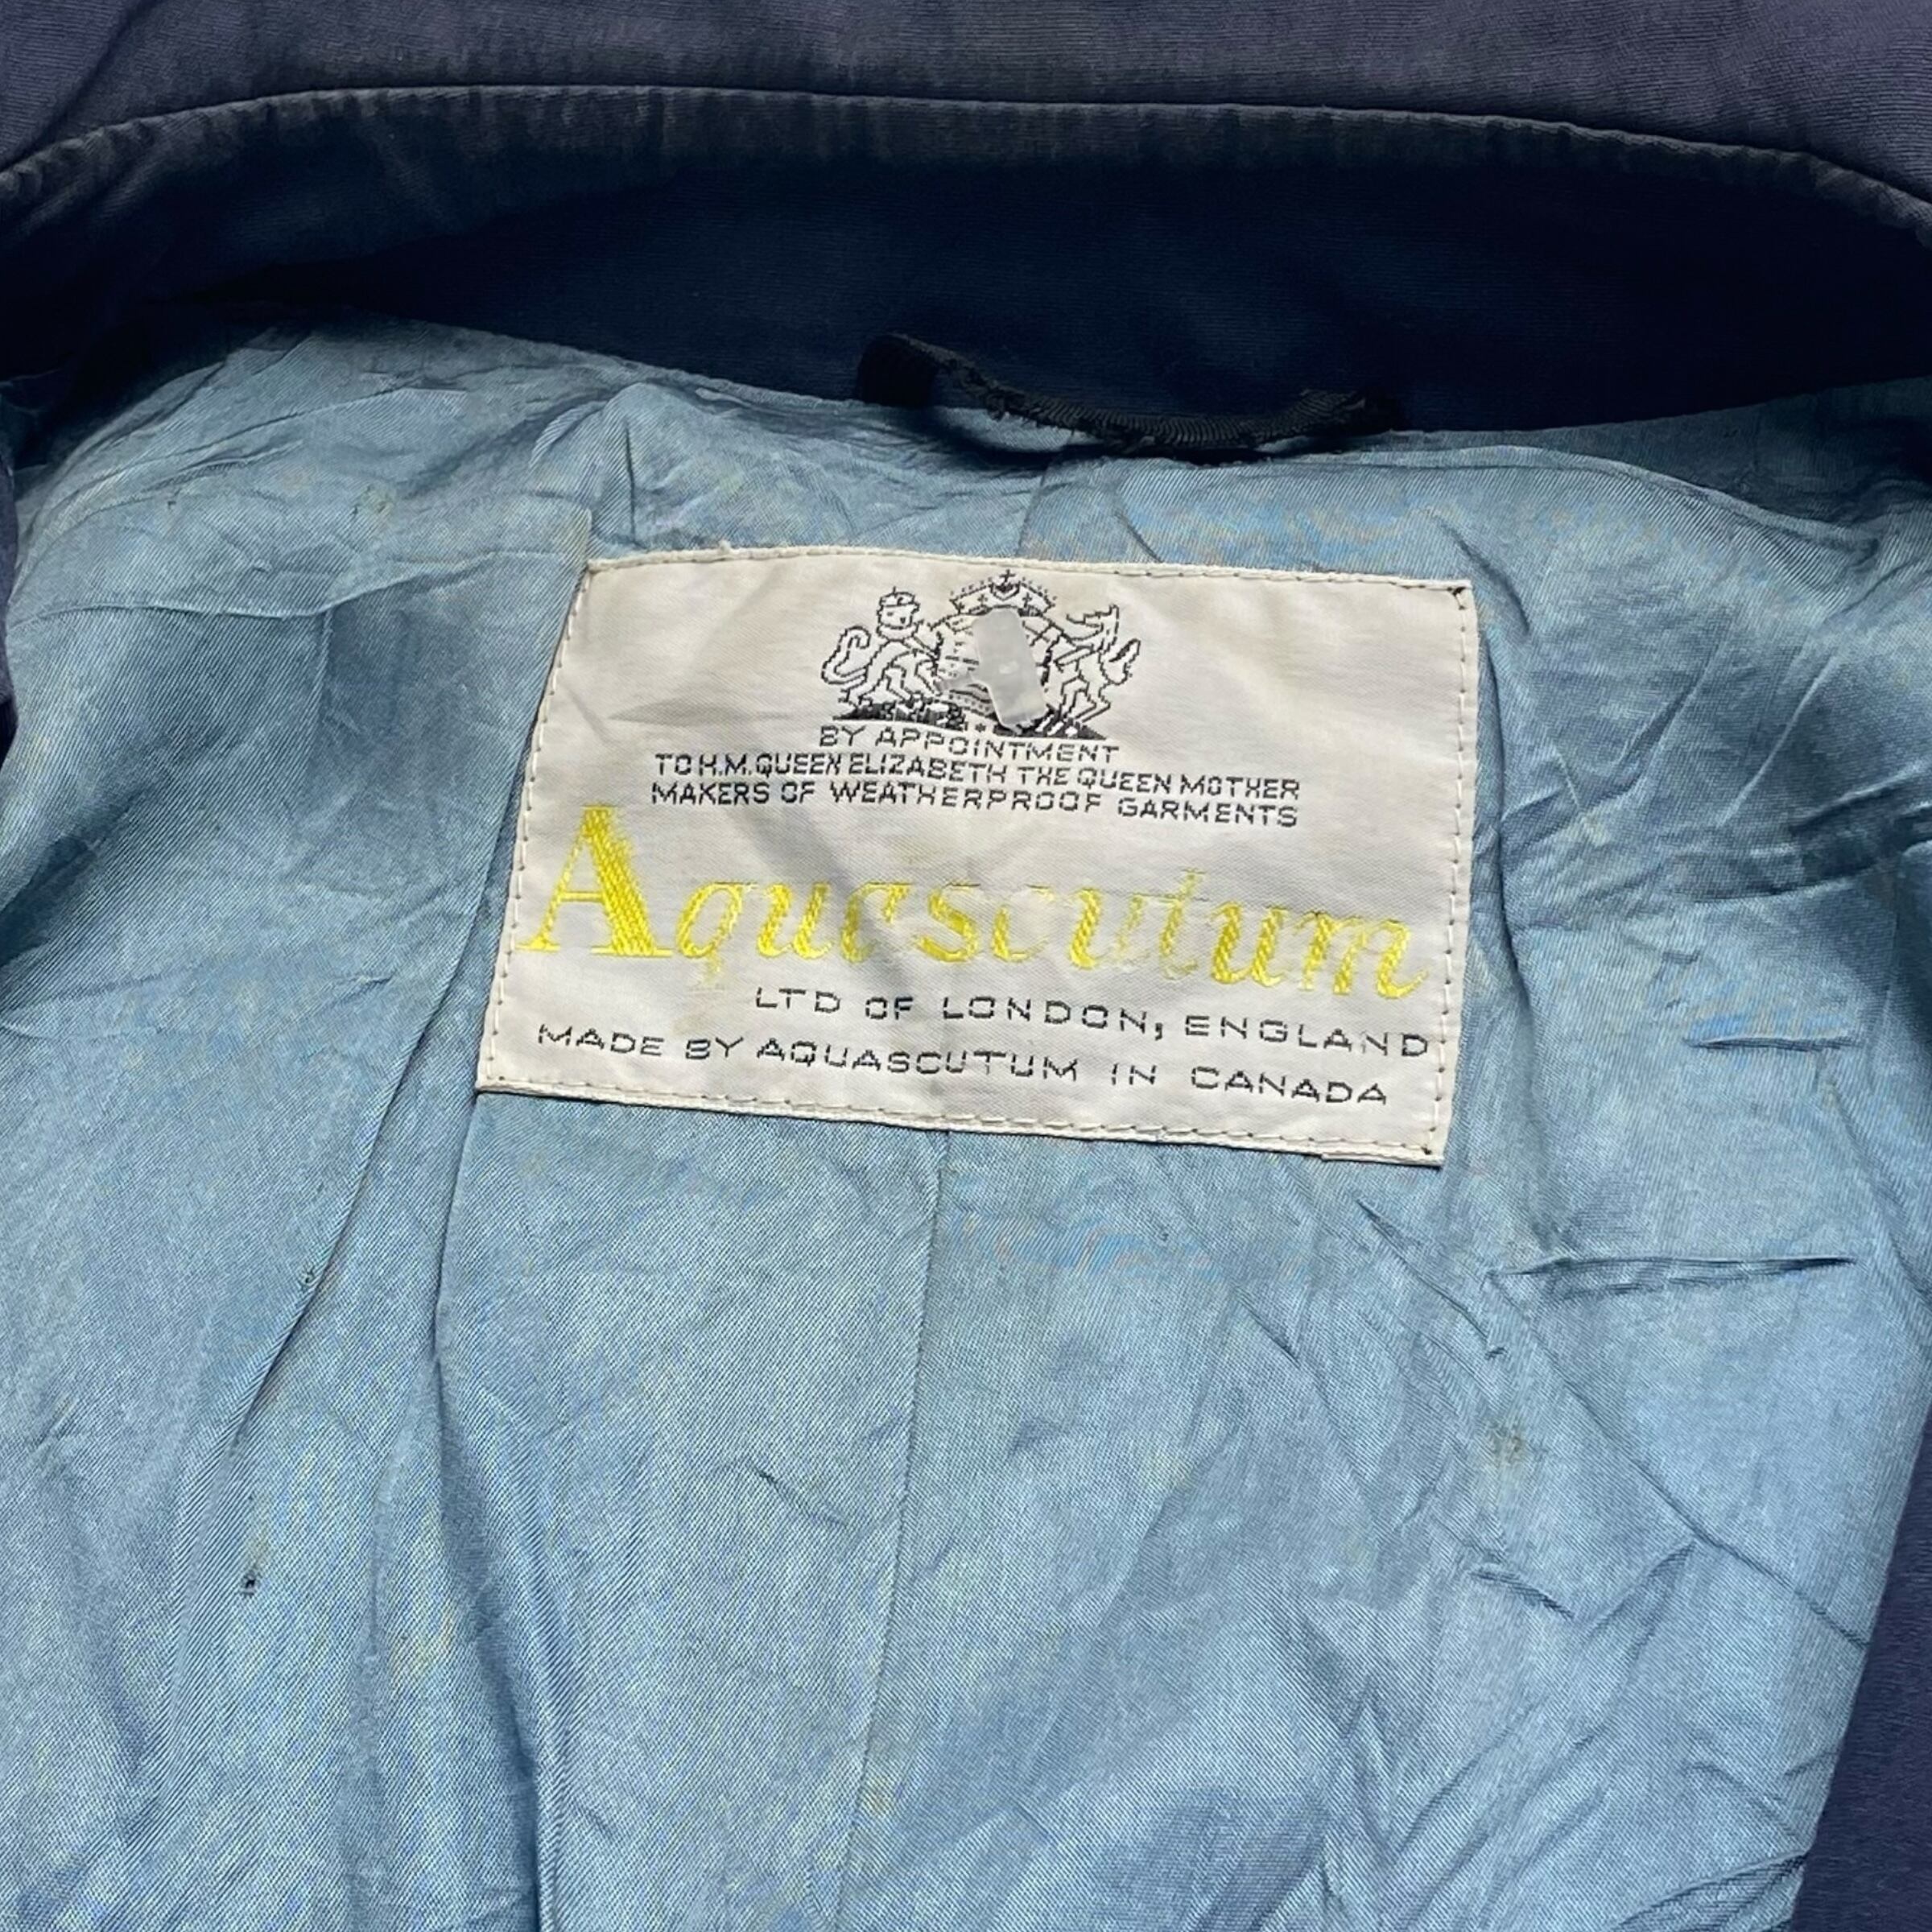 BY APPOINTMENT
TO H.M. QUEEN ELIZABETH THE QUEEN MOTHER
MAKERS OF WEATHERPROOF GARMENTS
Aquascutum
LTD OF LONDON, ENGLAND
MADE BY AQUASCUTUM IN CANADA